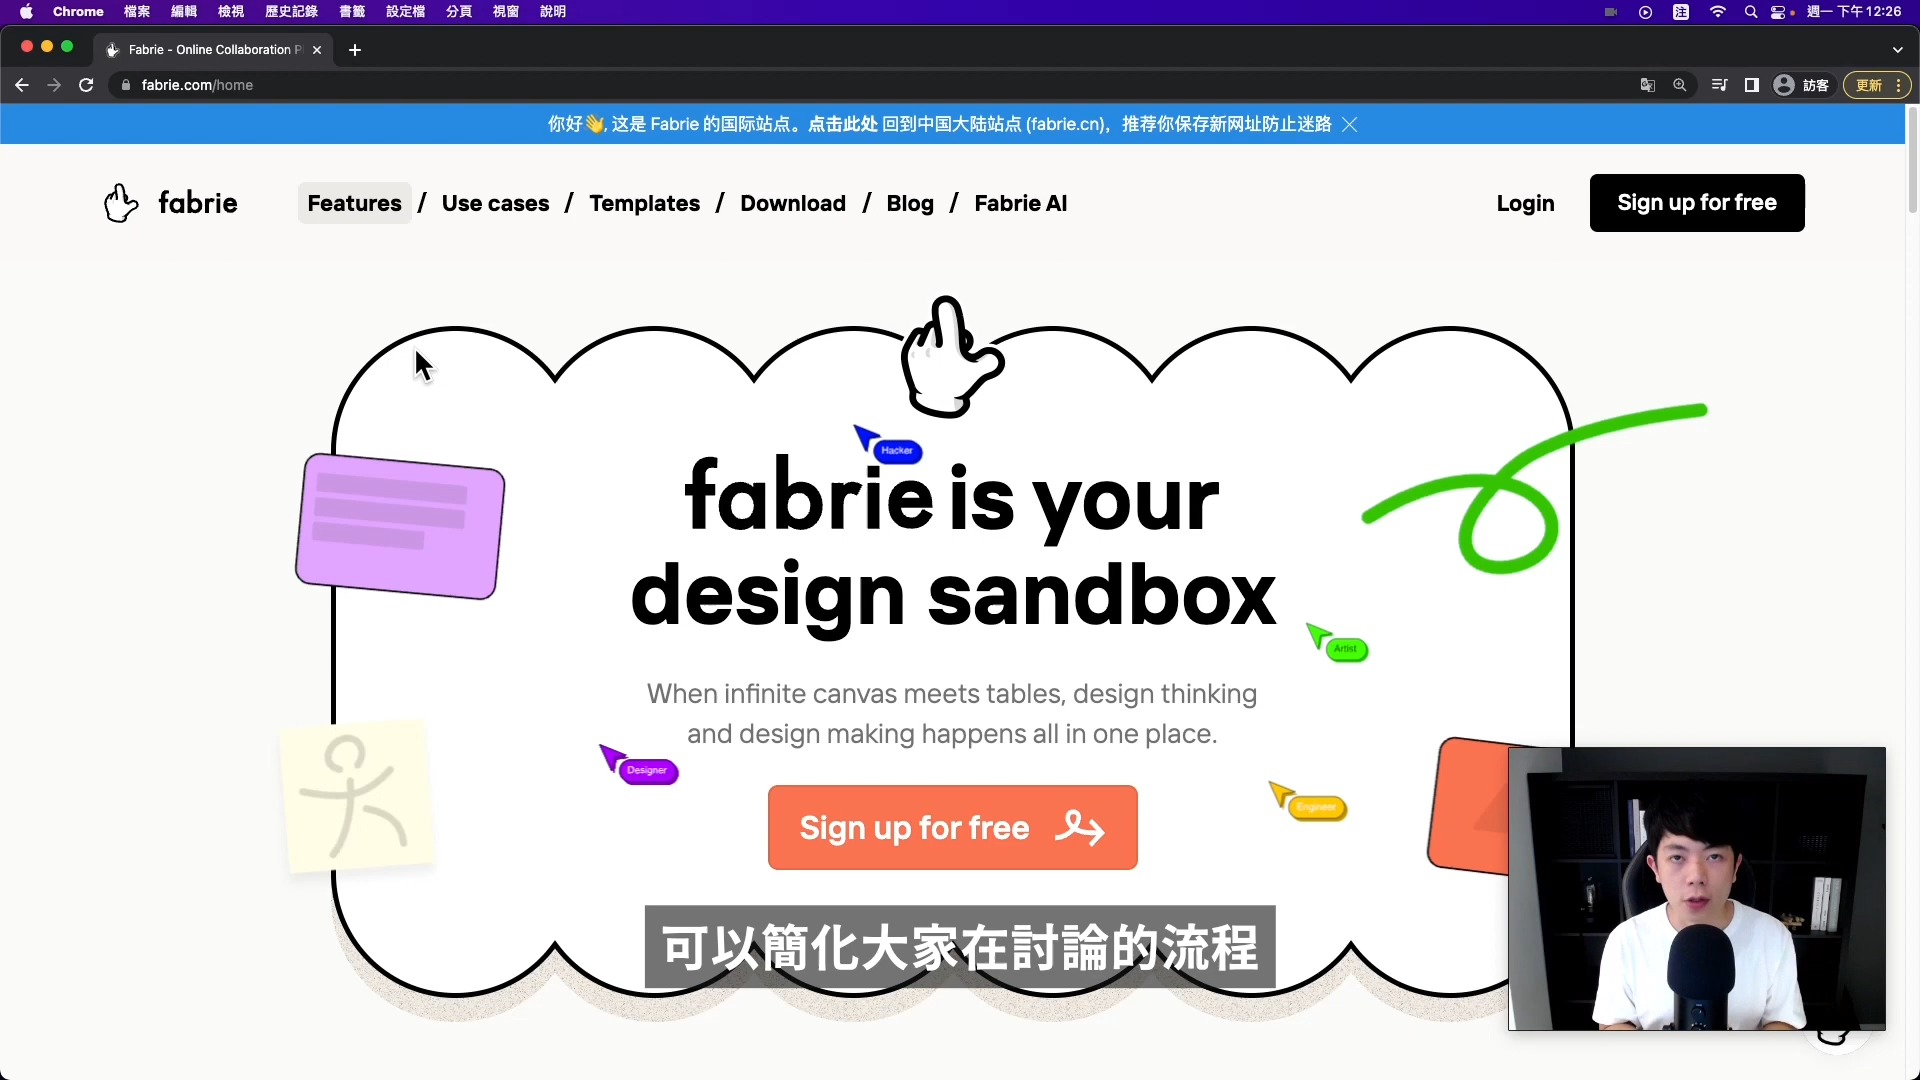 Chrome 檔案 編輯 檢視 歷史記錄 書籤 設定檔 分頁 視窗 說明 注 週一 下午12:26
Fabrie - Online Collaboration P
fabrie.com/home 訪客 更新
你好👋, 这是 Fabrie 的国际站点。点击此处 回到中国大陆站点 (fabrie.cn)，推荐你保存新网址防止迷路
fabrie Features / Use cases / Templates / Download / Blog / Fabrie AI Login Sign up for free
Hacker
fabrie is your
design sandbox
Artist
When infinite canvas meets tables, design thinking
and design making happens all in one place.
Designer
Engineer
Sign up for free
可以簡化大家在討論的流程